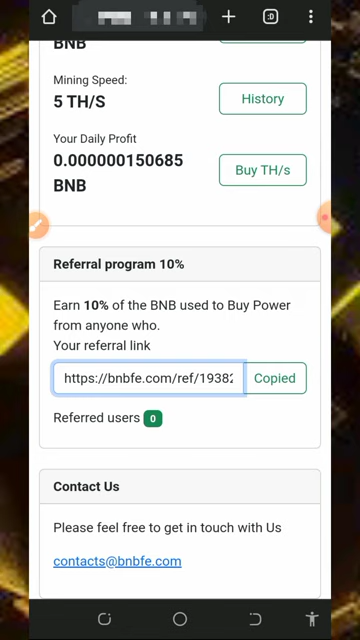 BNB
Mining Speed:
5 TH/S
History
Your Daily Profit
0.000000150685
BNB
Buy TH/s
Referral program 10%
Earn 10% of the BNB used to Buy Power
from anyone who.
Your referral link
https://bnbfe.com/ref/1938
Copied
Referred users 0
Contact Us
Please feel free to get in touch with Us
contacts@bnbfe.com